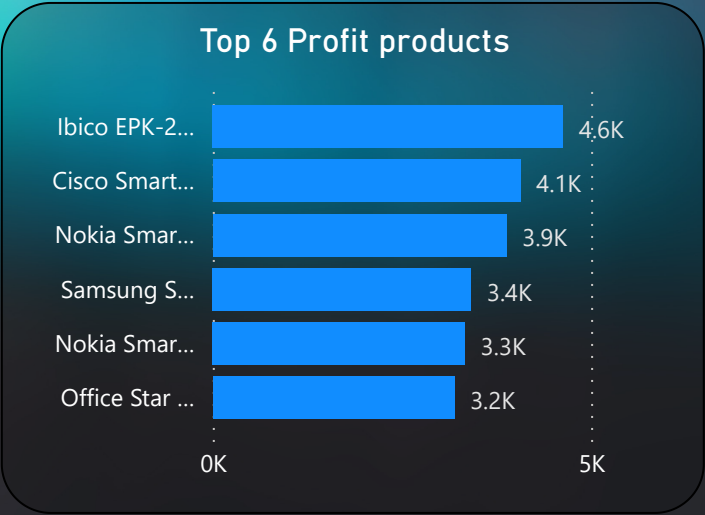 Top 6 Profit products
Ibico EPK-2... 4.6K
Cisco Smart... 4.1K
Nokia Smar... 3.9K
Samsung S... 3.4K
Nokia Smar... 3.3K
Office Star ... 3.2K
0K 5K